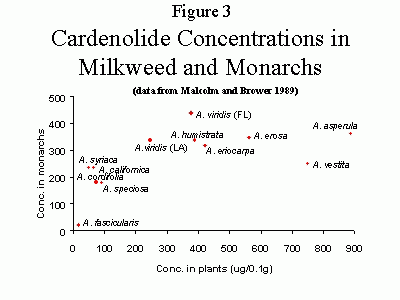 Figure 3
Cardenolide Concentrations in
Milkweed and Monarchs
(data from Malcolm and Brower 1989)
500
400
300
200
100
0
Conc. in monarchs
A. viridis (FL)
A. asperula
A. humistrata
A. erosa
A.viridis (LA)
A. eriocarpa
A. syriaca
A. vestita
A. californica
A. cordifolia
A. speciosa
A. fascicularis
0 100 200 300 400 500 600 700 800 900
Conc. in plants (ug/0.1g)